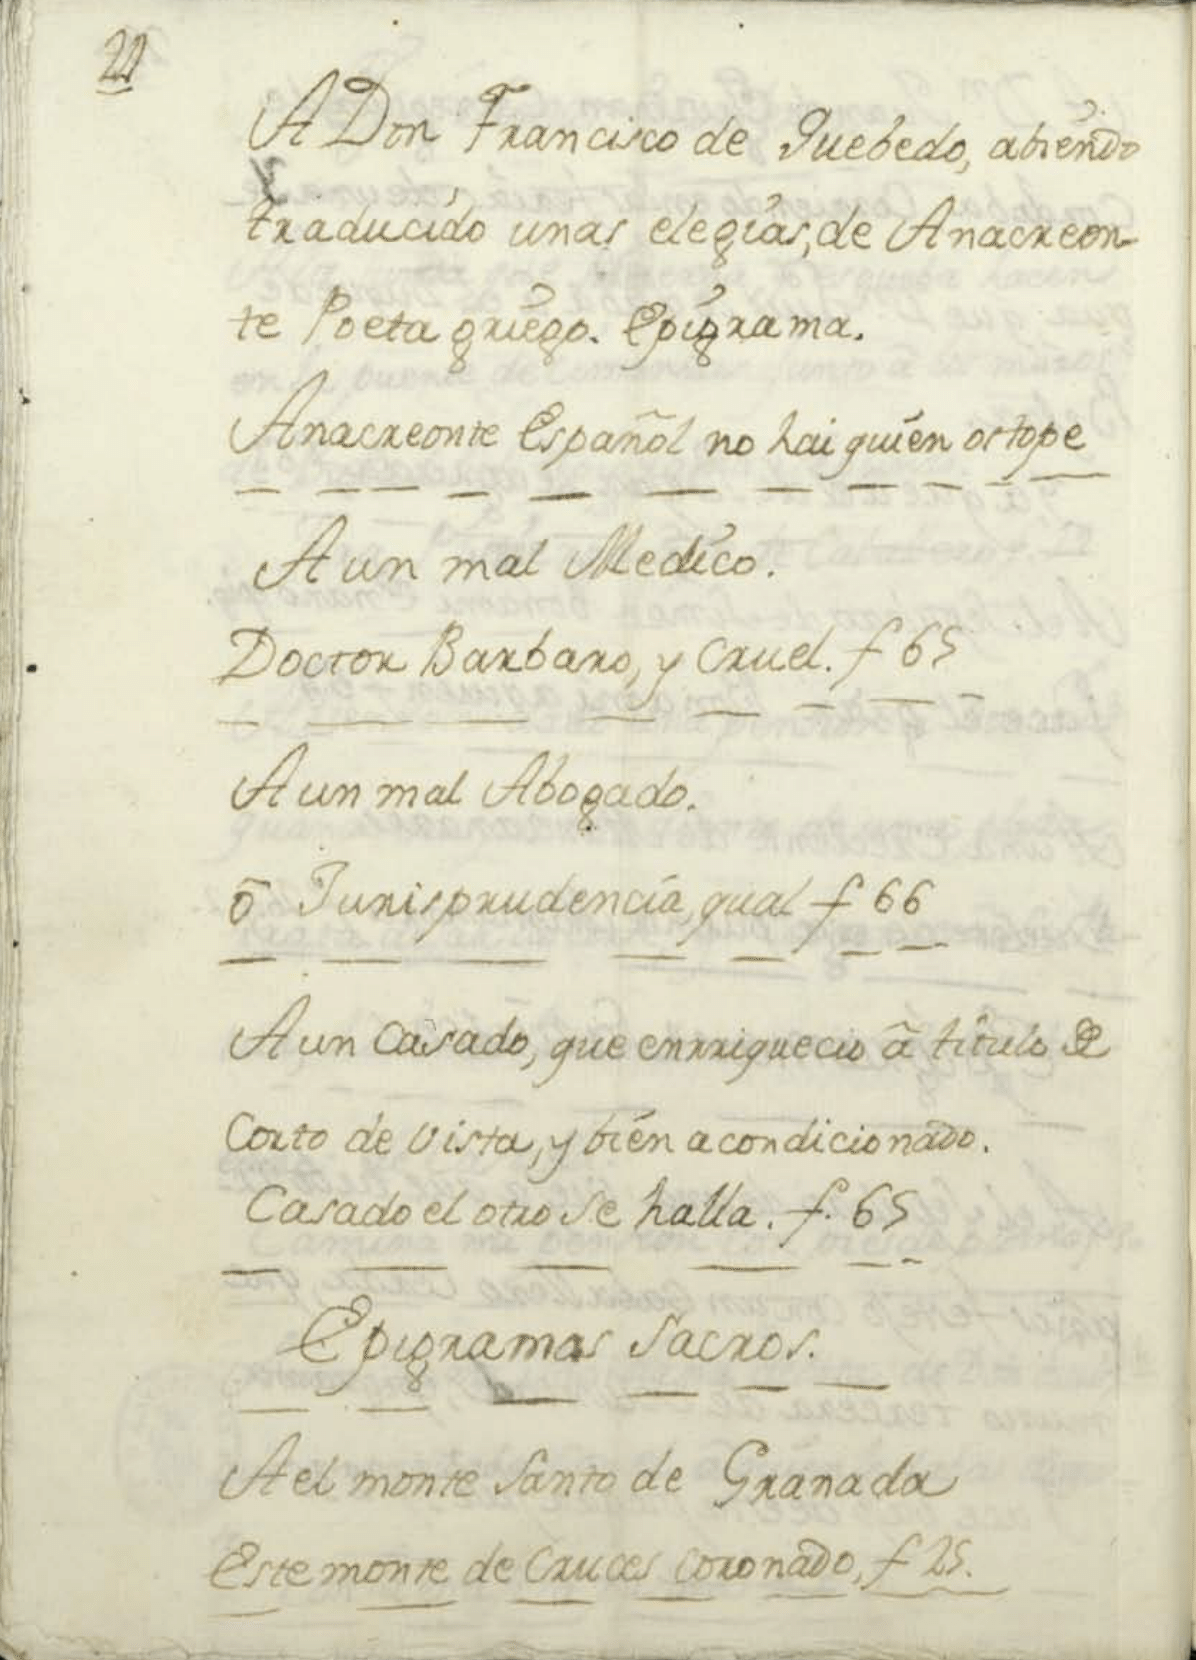 22
A Don Francisco de Quebedo, abiendo
traducido unas elegias, de Anacreon-
te Poeta griego. Epigrama.
Anacreonte Español no hai quien os tope
A un mal Medico.
Doctor Barbaro, y cruel. f 65
A un mal Abogado.
õ Jurisprudencia, qual f 66
A un Casado, que enrriquecio ã titulo de
Corto de vista, y bien acondicionado.
Casado el otro se halla. f. 65
Epigramas Sacros.
A el monte Santo de Granada
Este monte de Cruces coronado, f 25.